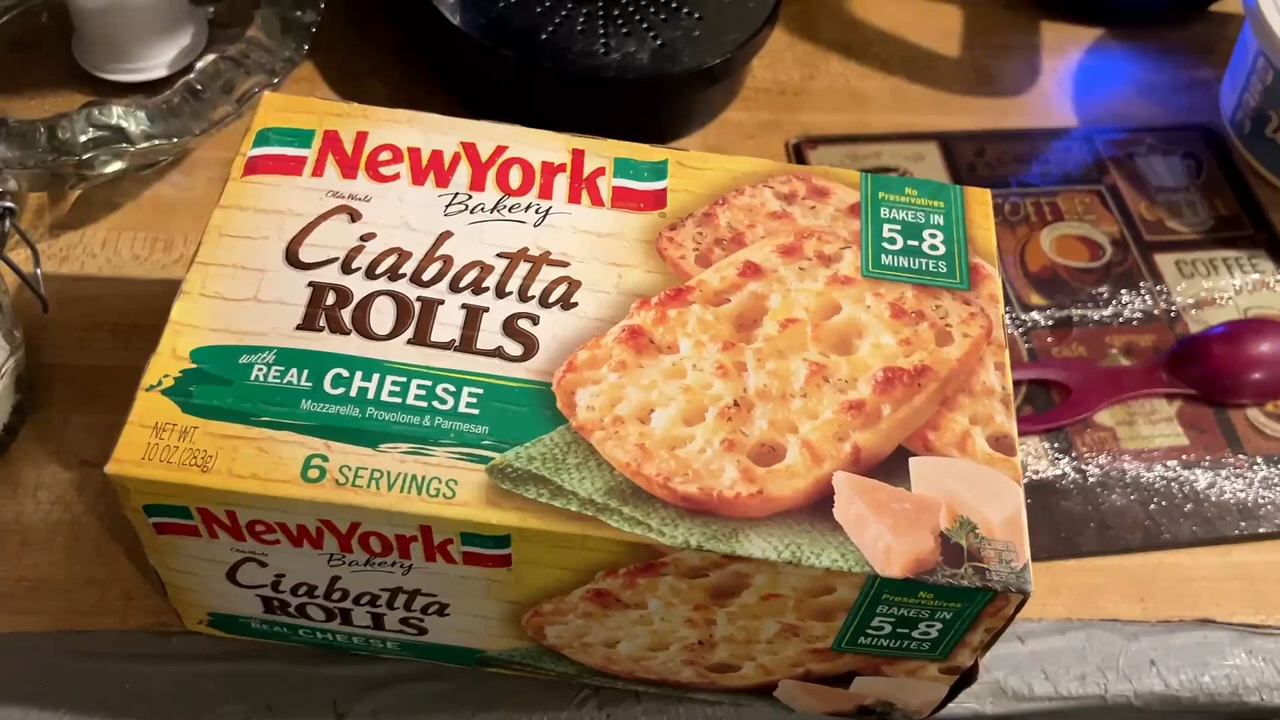 NewYork
Olde World
Bakery
Ciabatta
ROLLS
with
REAL CHEESE
Mozzarella, Provolone & Parmesan
NET WT.
10 OZ.(283g)
6 SERVINGS
No
Preservatives
BAKES IN
5-8
MINUTES
NewYork
Olde World
Bakery
Ciabatta
ROLLS
REAL CHEESE
No
Preservatives
BAKES IN
5-8
MINUTES
COFFEE
COFFEE